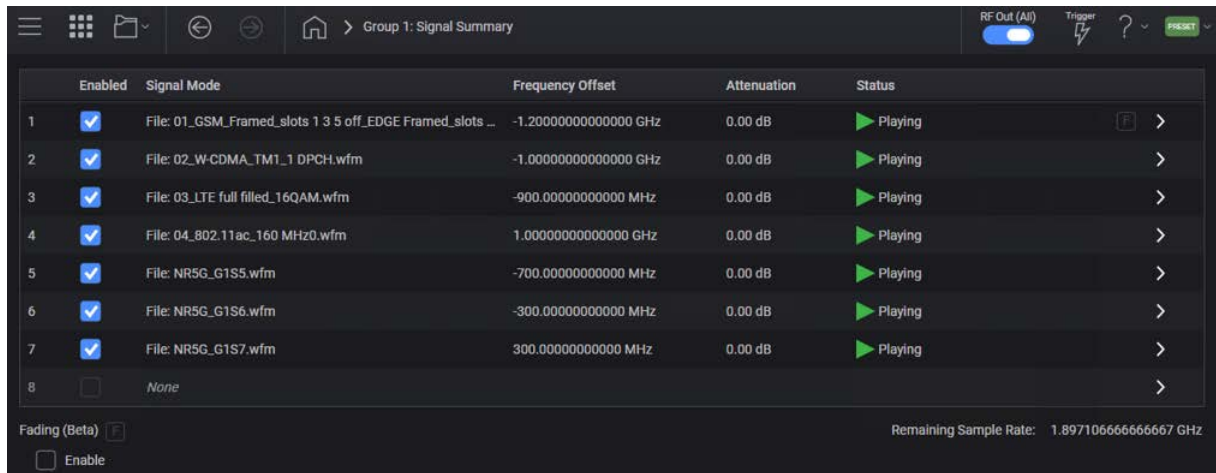 Group 1: Signal Summary RF Out (All) Trigger ? PRESET
Enabled Signal Mode Frequency Offset Attenuation Status
1 File: 01_GSM_Framed_slots 1 3 5 off_EDGE Framed_slots ... -1.20000000000000 GHz 0.00 dB Playing F
2 File: 02_W-CDMA_TM1_1 DPCH.wfm -1.00000000000000 GHz 0.00 dB Playing
3 File: 03_LTE full filled_16QAM.wfm -900.00000000000 MHz 0.00 dB Playing
4 File: 04_802.11ac_160 MHz0.wfm 1.00000000000000 GHz 0.00 dB Playing
5 File: NR5G_G1S5.wfm -700.00000000000 MHz 0.00 dB Playing
6 File: NR5G_G1S6.wfm -300.00000000000 MHz 0.00 dB Playing
7 File: NR5G_G1S7.wfm 300.00000000000 MHz 0.00 dB Playing
8 None
Fading (Beta) F Remaining Sample Rate: 1.897106666666667 GHz
Enable